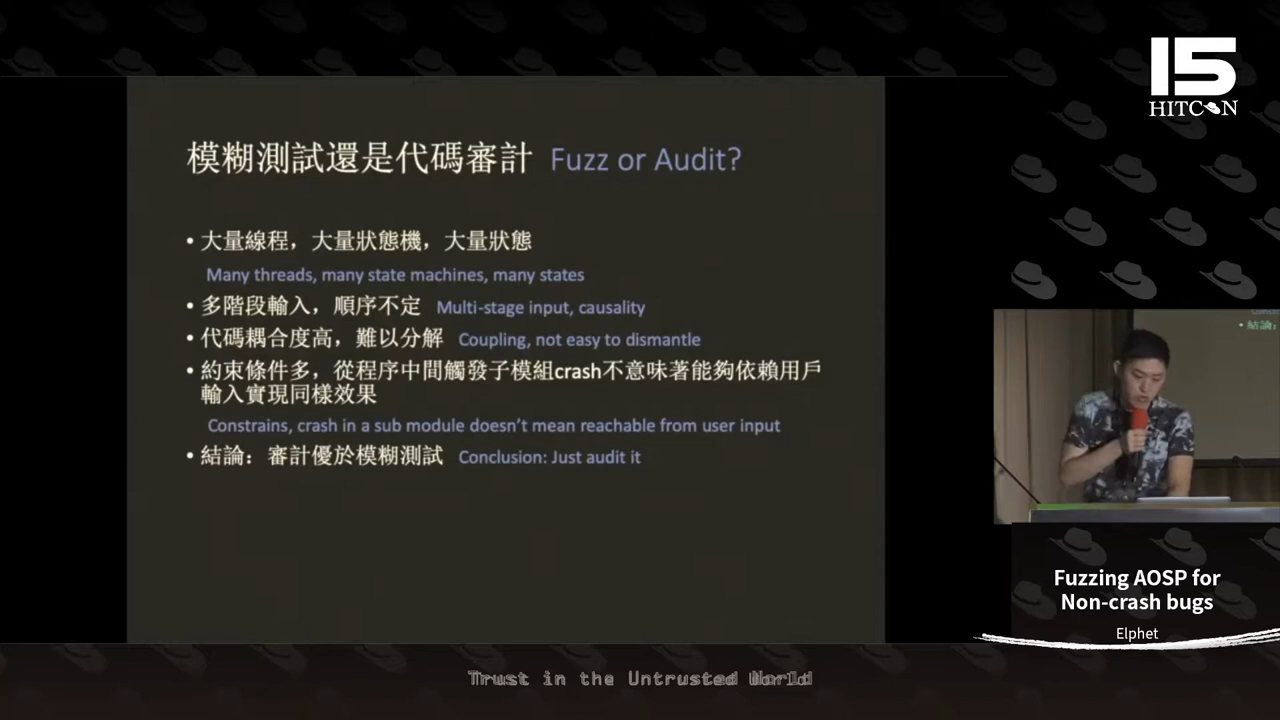 15
HITCON
模糊測試還是代碼審計 Fuzz or Audit?
• 大量線程，大量狀態機，大量狀態
Many threads, many state machines, many states
• 多階段輸入，順序不定 Multi-stage input, causality
• 代碼耦合度高，難以分解 Coupling, not easy to dismantle
• 約束條件多，從程序中間觸發子模組crash不意味著能夠依賴用戶
輸入實現同樣效果
Constrains, crash in a sub module doesn't mean reachable from user input
• 結論：審計優於模糊測試 Conclusion: Just audit it
• 結論:
Fuzzing AOSP for
Non-crash bugs
Elphet
Trust in the Untrusted World